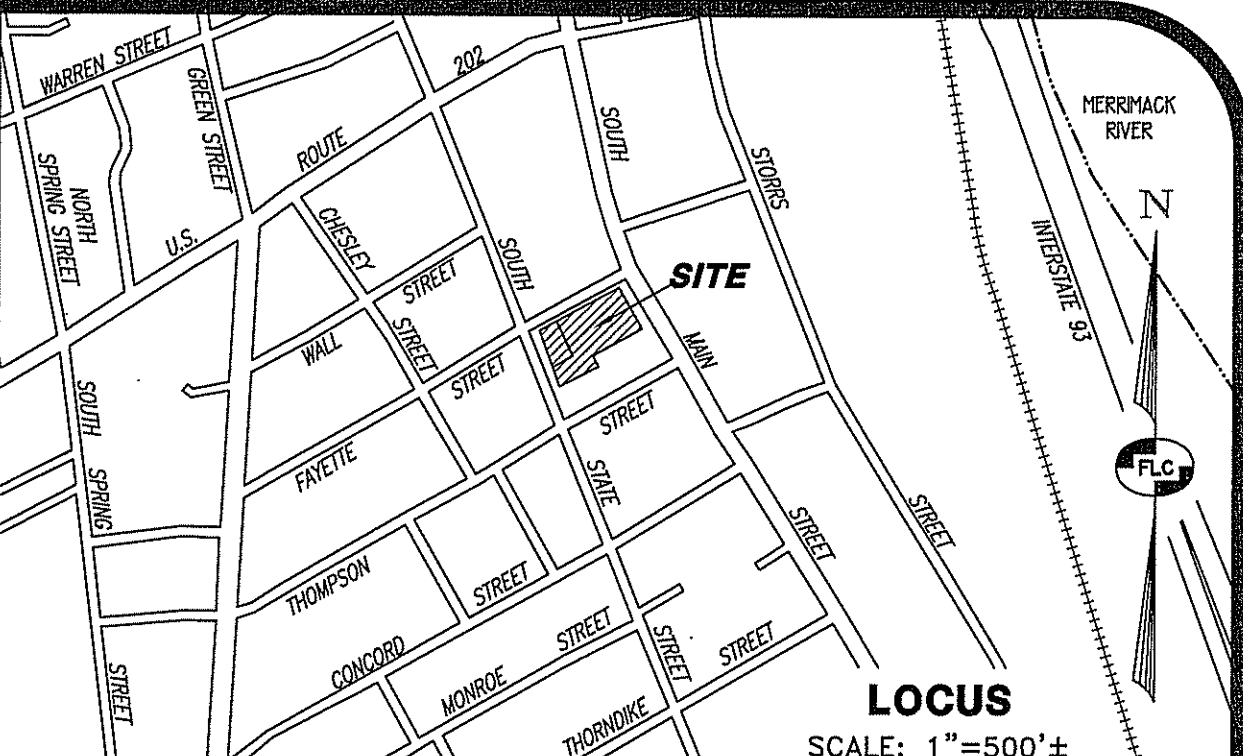 WARREN STREET
GREEN STREET
NORTH
SPRING STREET
U.S.
ROUTE
202
SOUTH
STORRS
MERRIMACK
RIVER
N
INTERSTATE 93
CHESLEY
STREET
SOUTH
STREET
WALL
SITE
MAIN
STREET
STREET
FAYETTE
STREET
STATE
STREET
SOUTH
SPRING
STREET
FLC
STREET
STREET
THOMPSON
STREET
CONCORD
STREET
MONROE
STREET
THORNDIKE
LOCUS
SCALE: 1"=500'±